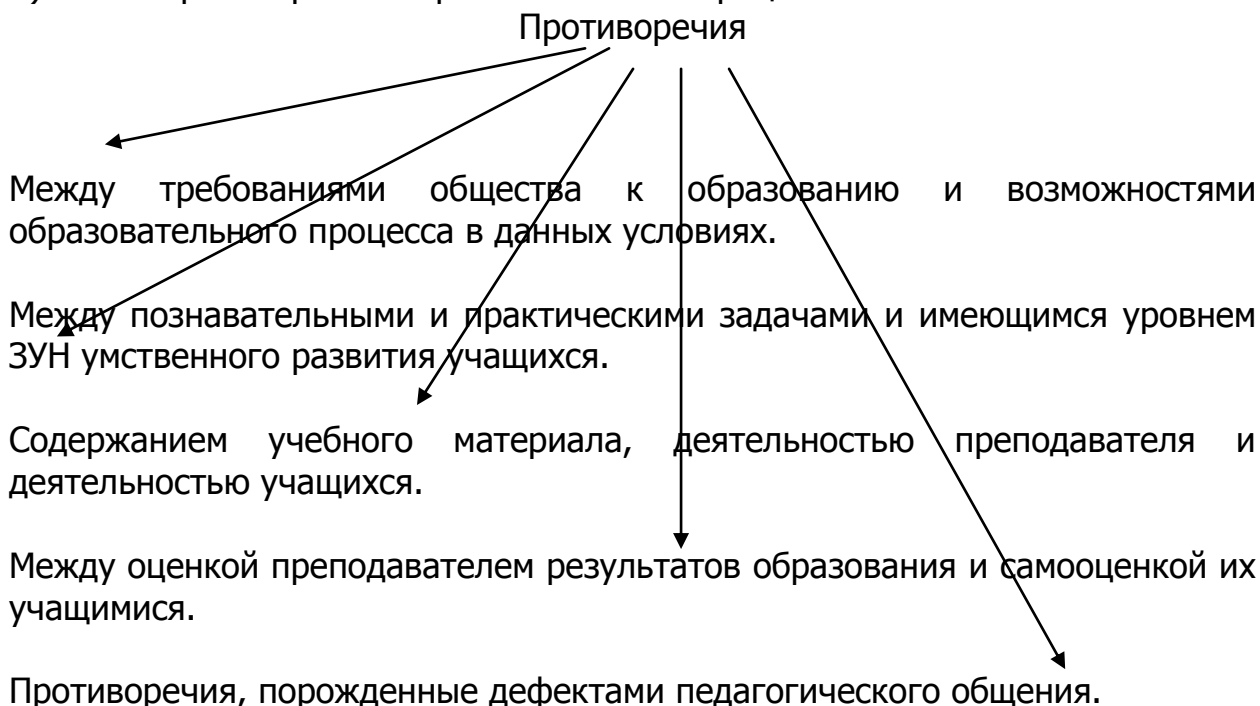 Противоречия
Между требованиями общества к образованию и возможностями
образовательного процесса в данных условиях.
Между познавательными и практическими задачами и имеющимся уровнем
ЗУН умственного развития учащихся.
Содержанием учебного материала, деятельностью преподавателя и
деятельностью учащихся.
Между оценкой преподавателем результатов образования и самооценкой их
учащимися.
Противоречия, порожденные дефектами педагогического общения.